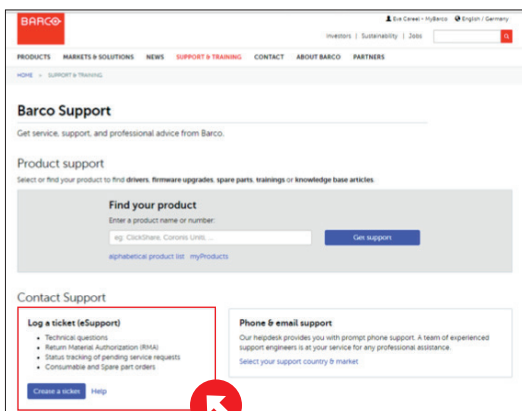 BARCO
Eva Cereel - MyBarco English / Germany
Investors | Sustainability | Jobs
PRODUCTS MARKETS & SOLUTIONS NEWS SUPPORT & TRAINING CONTACT ABOUT BARCO PARTNERS
HOME > SUPPORT & TRAINING
Barco Support
Get service, support, and professional advice from Barco.
Product support
Select or find your product to find drivers, firmware upgrades, spare parts, trainings or knowledge base articles.
Find your product
Enter a product name or number:
eg. ClickShare, Coronis Uniti, ...
Get support
alphabetical product list myProducts
Contact Support
Log a ticket (eSupport)
• Technical questions
• Return Material Authorization (RMA)
• Status tracking of pending service requests
• Consumable and Spare part orders
Create a ticket Help
Phone & email support
Our helpdesk provides you with prompt phone support. A team of experienced
support engineers is at your service for any professional assistance.
Select your support country & market